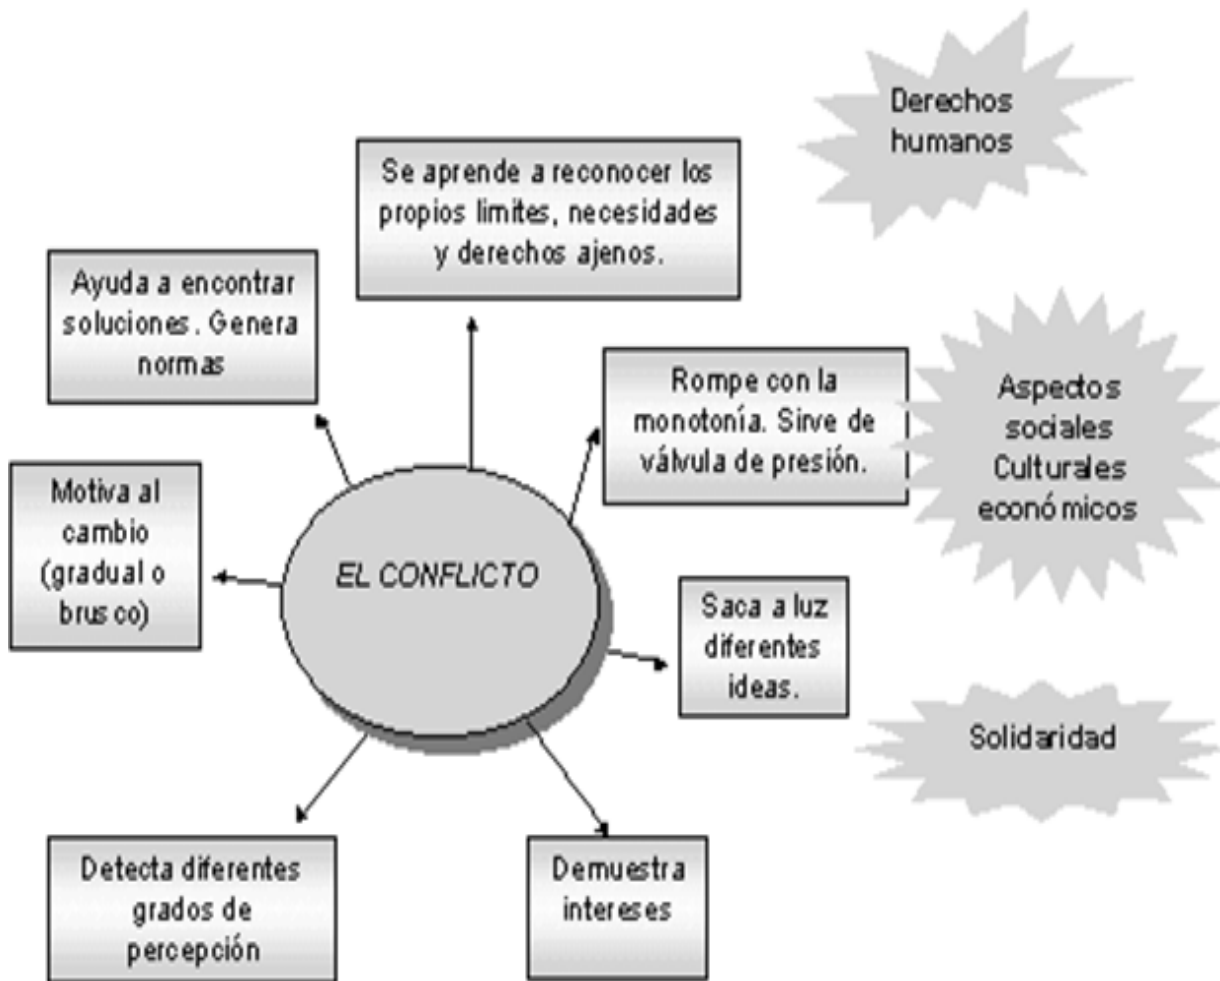 Derechos
humanos
Se aprende a reconocer los
propios limites, necesidades
y derechos ajenos.
Ayuda a encontrar
soluciones. Genera
normas
Rompe con la
monotonía. Sirve de
válvula de presión.
Aspectos
sociales
Culturales
económicos
Motiva al
cambio
(gradual o
brusco)
EL CONFLICTO
Saca a luz
diferentes
ideas.
Solidaridad
Detecta diferentes
grados de
percepción
Demuestra
intereses